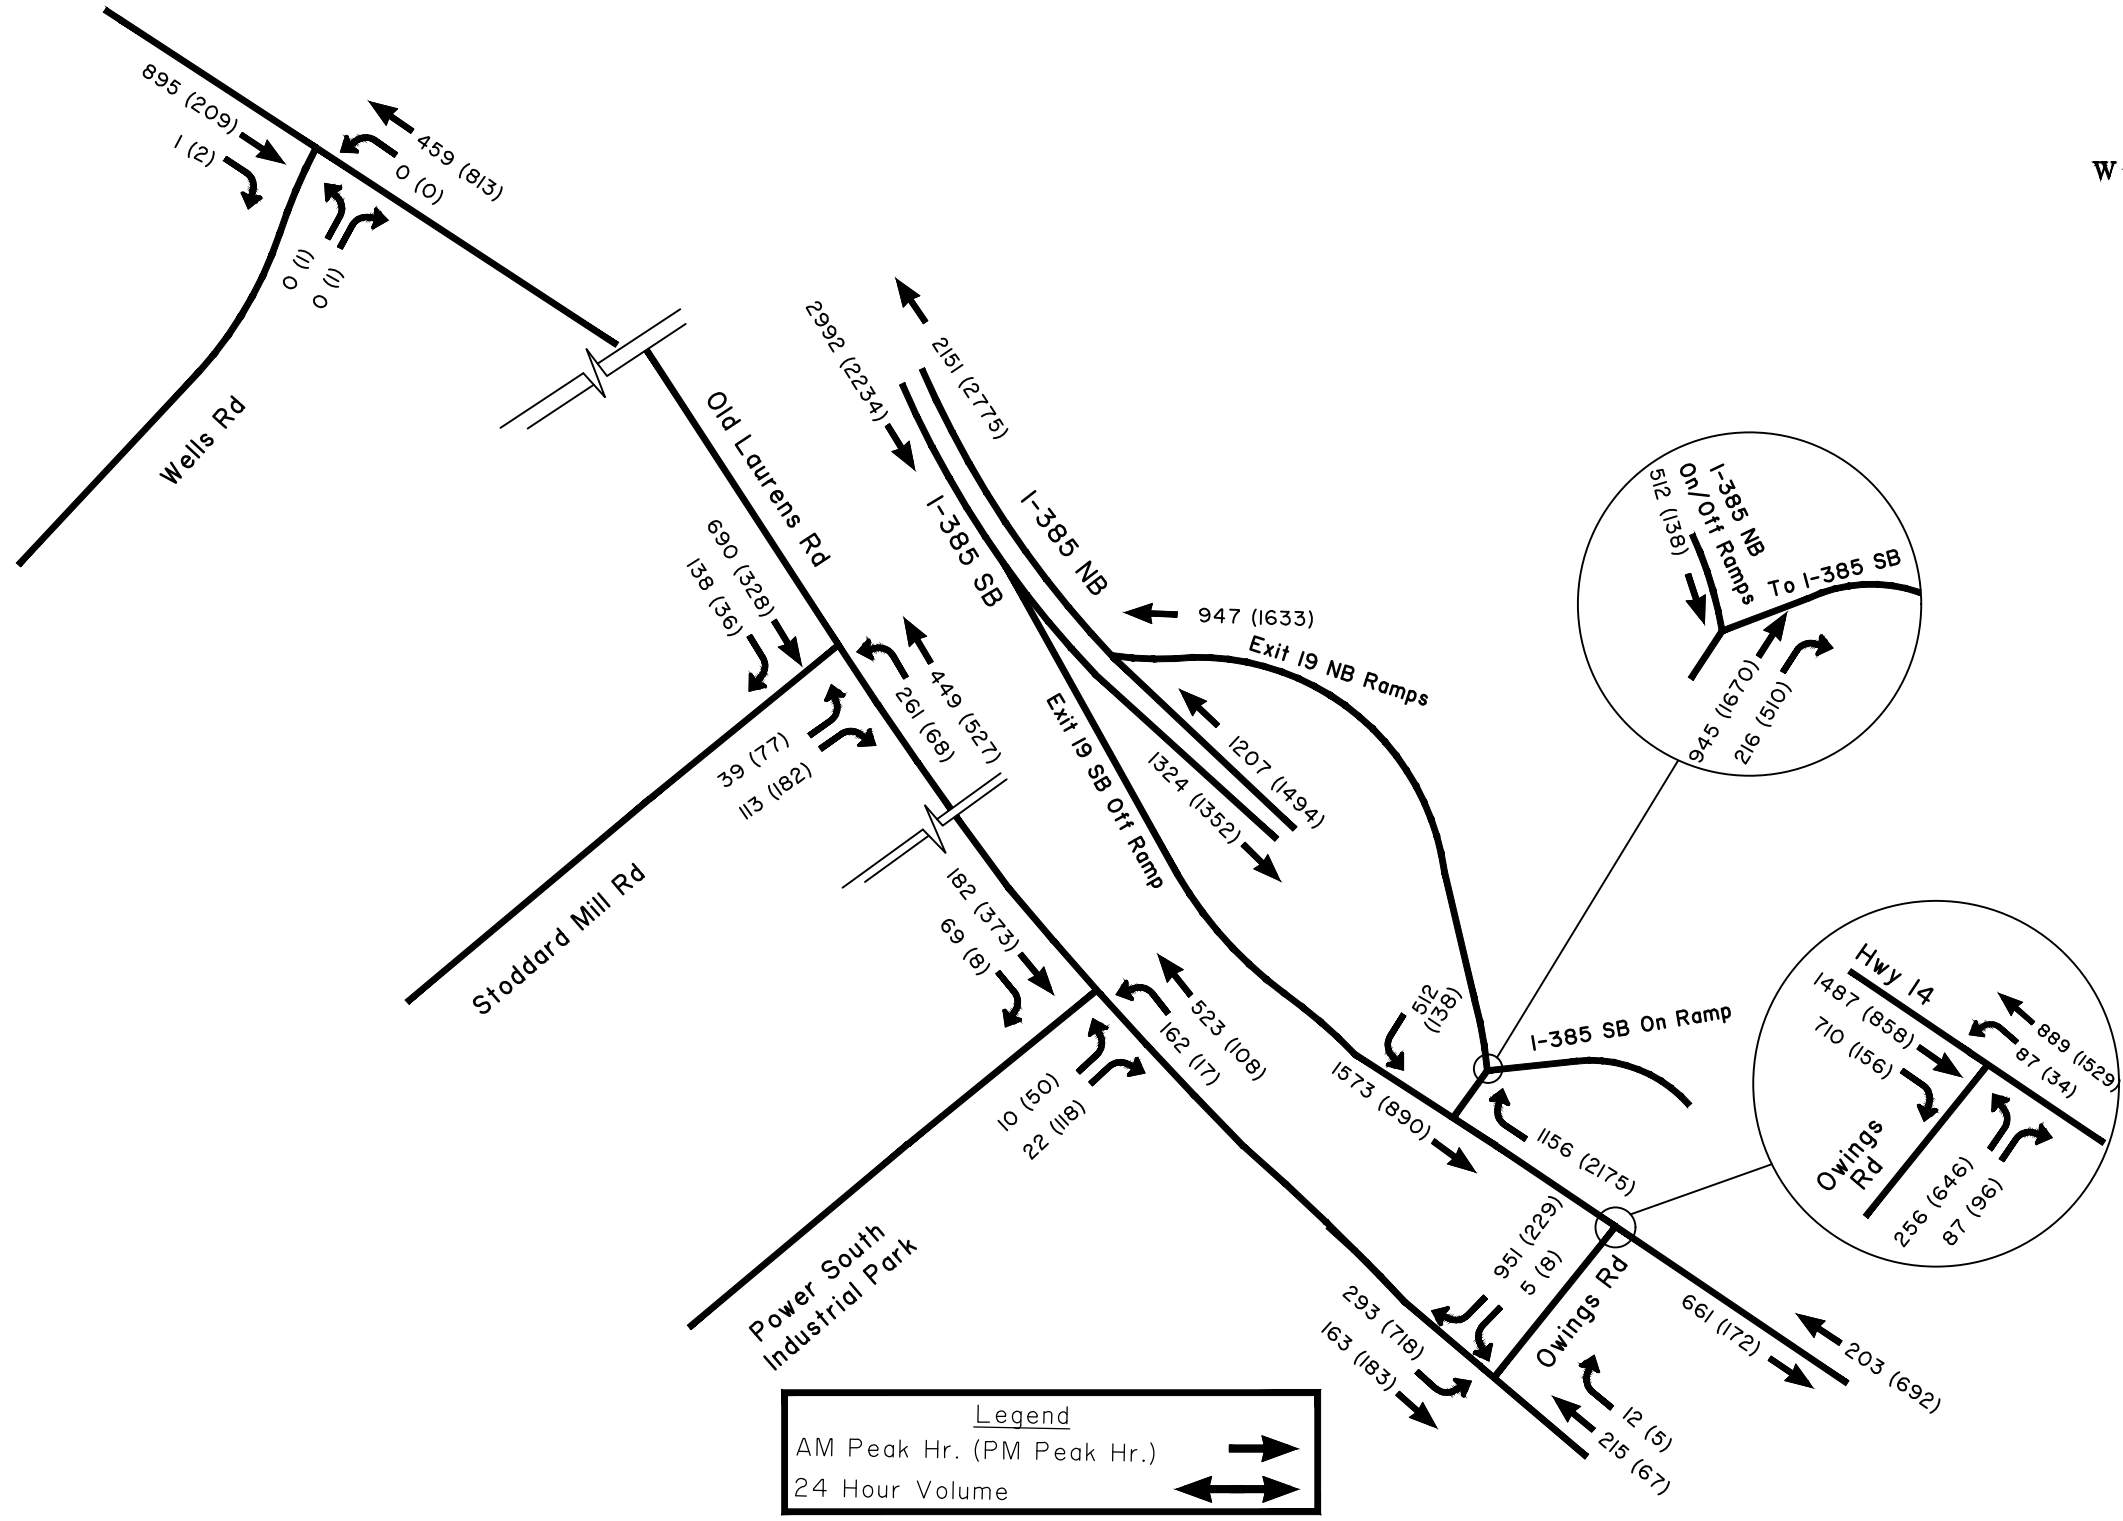 895 (209)
1 (2)
459 (813)
0 (0)
0 (1)
0 (1)
Wells Rd
W
Old Laurens Rd
2992 (2234)
2151 (2775)
I-385 SB
I-385 NB
947 (1633)
Exit 19 NB Ramps
690 (328)
138 (36)
449 (527)
261 (68)
39 (77)
113 (182)
Stoddard Mill Rd
Exit 19 SB Off Ramp
1207 (1494)
1324 (1352)
I-385 NB
On/Off Ramps
512 (138)
To I-385 SB
945 (1670)
216 (510)
182 (373)
69 (8)
523 (108)
162 (17)
10 (50)
22 (118)
Power South
Industrial Park
512
(138)
I-385 SB On Ramp
1573 (890)
1156 (2175)
Hwy 14
1487 (858)
710 (156)
889 (1529)
87 (34)
Owings
Rd
256 (646)
87 (96)
951 (229)
5 (8)
Owings Rd
293 (718)
163 (183)
661 (172)
203 (692)
12 (5)
215 (67)
Legend
AM Peak Hr. (PM Peak Hr.)
24 Hour Volume